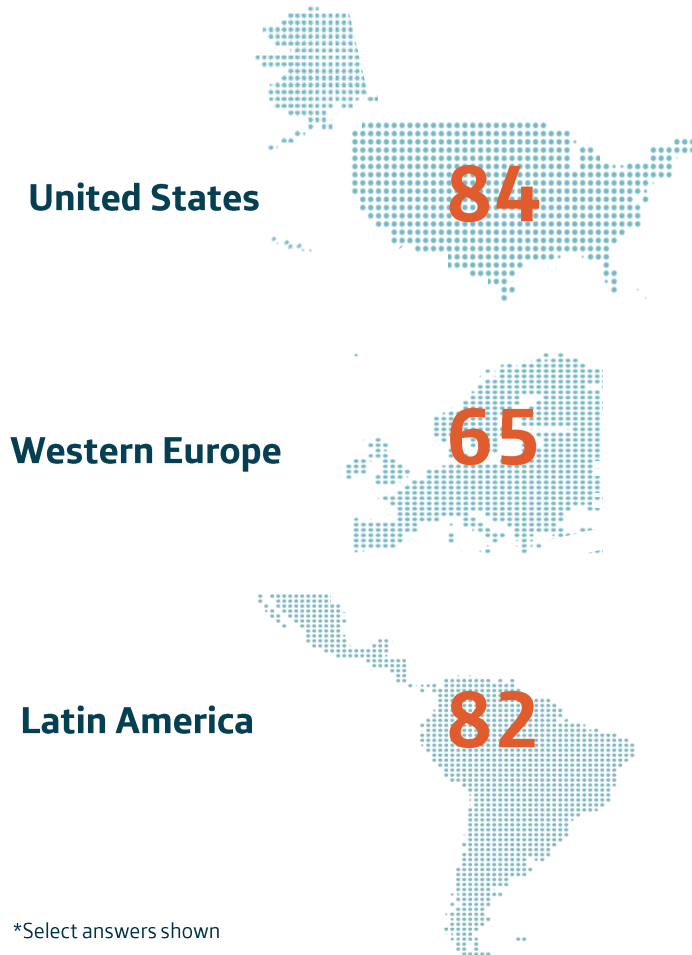 United States
84
Western Europe
65
Latin America
82
*Select answers shown